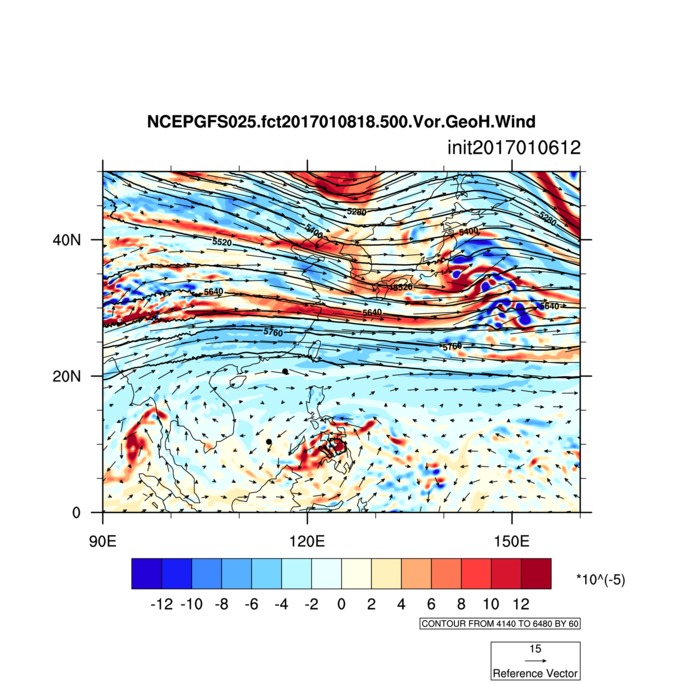 NCEPGFS025.fct2017010818.500.Vor.GeoH.Wind
init2017010612
5280
5280
5400
5400
5520
40N
5520
5640
5640
5640
5760
5760
20N
0
90E 120E 150E
-12 -10 -8 -6 -4 -2 0 2 4 6 8 10 12
*10^(-5)
CONTOUR FROM 4140 TO 6480 BY 60
15
Reference Vector